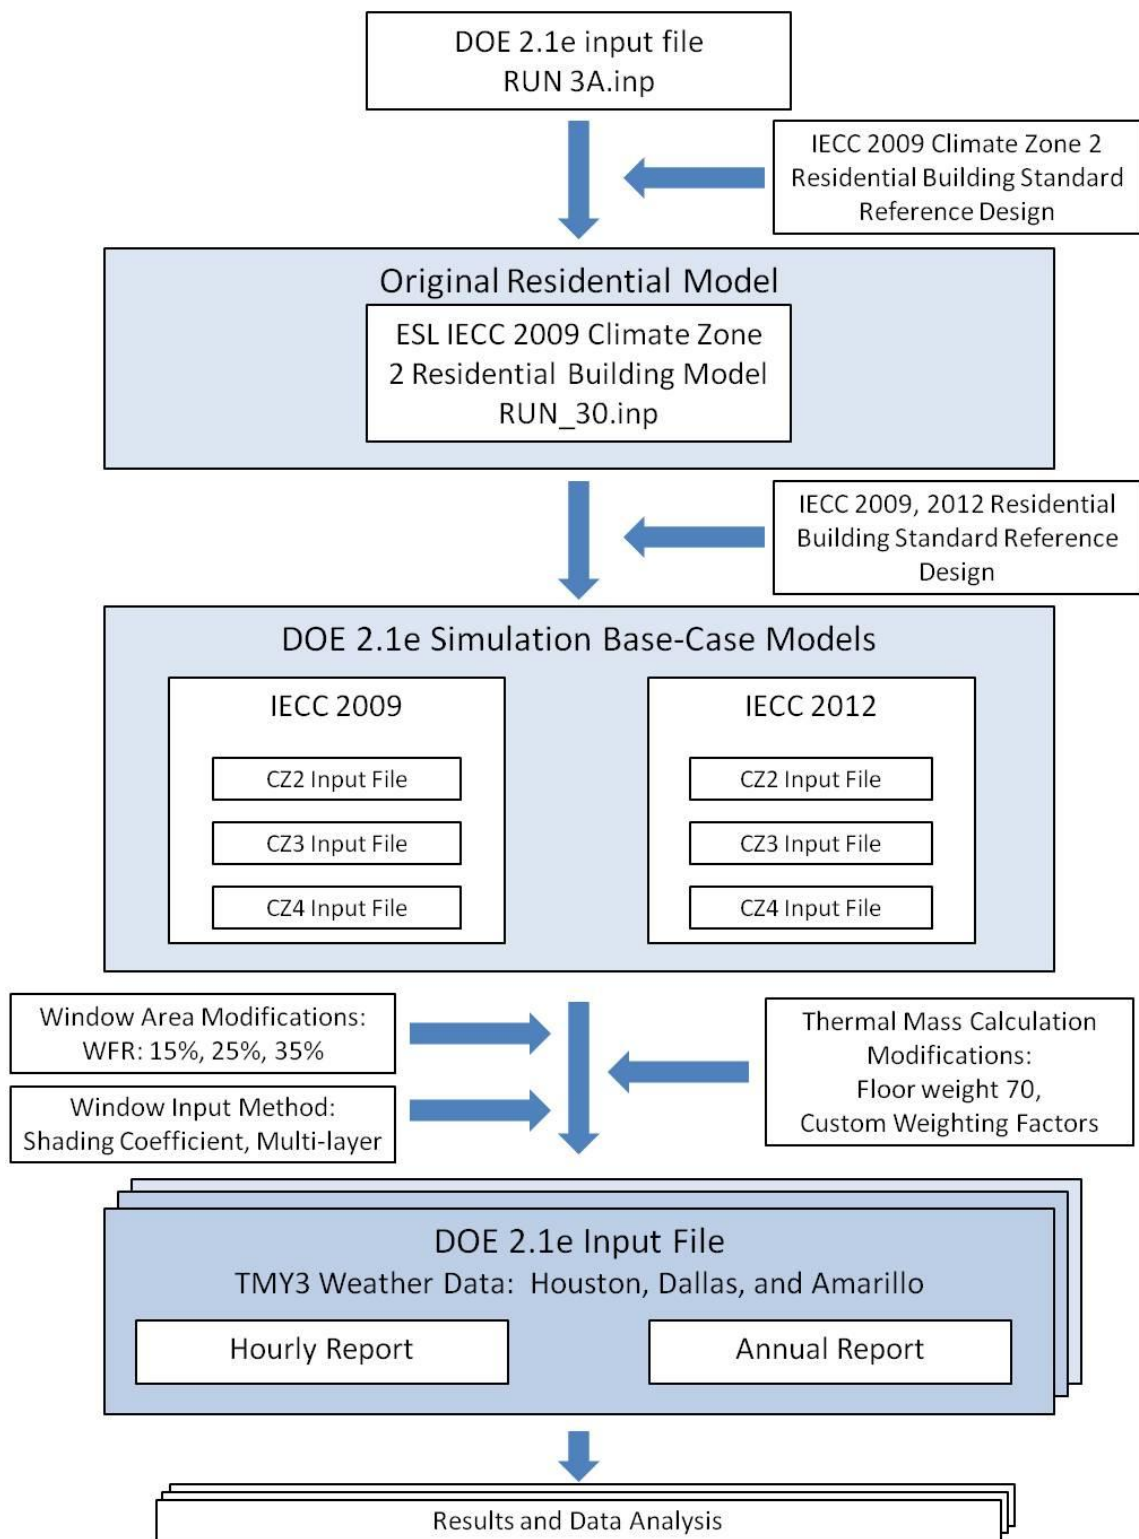 DOE 2.1e input file
RUN 3A.inp
IECC 2009 Climate Zone 2
Residential Building Standard
Reference Design
Original Residential Model
ESL IECC 2009 Climate Zone
2 Residential Building Model
RUN_30.inp
IECC 2009, 2012 Residential
Building Standard Reference
Design
DOE 2.1e Simulation Base-Case Models
IECC 2009
CZ2 Input File
CZ3 Input File
CZ4 Input File
IECC 2012
CZ2 Input File
CZ3 Input File
CZ4 Input File
Window Area Modifications:
WFR: 15%, 25%, 35%
Window Input Method:
Shading Coefficient, Multi-layer
Thermal Mass Calculation
Modifications:
Floor weight 70,
Custom Weighting Factors
DOE 2.1e Input File
TMY3 Weather Data: Houston, Dallas, and Amarillo
Hourly Report
Annual Report
Results and Data Analysis